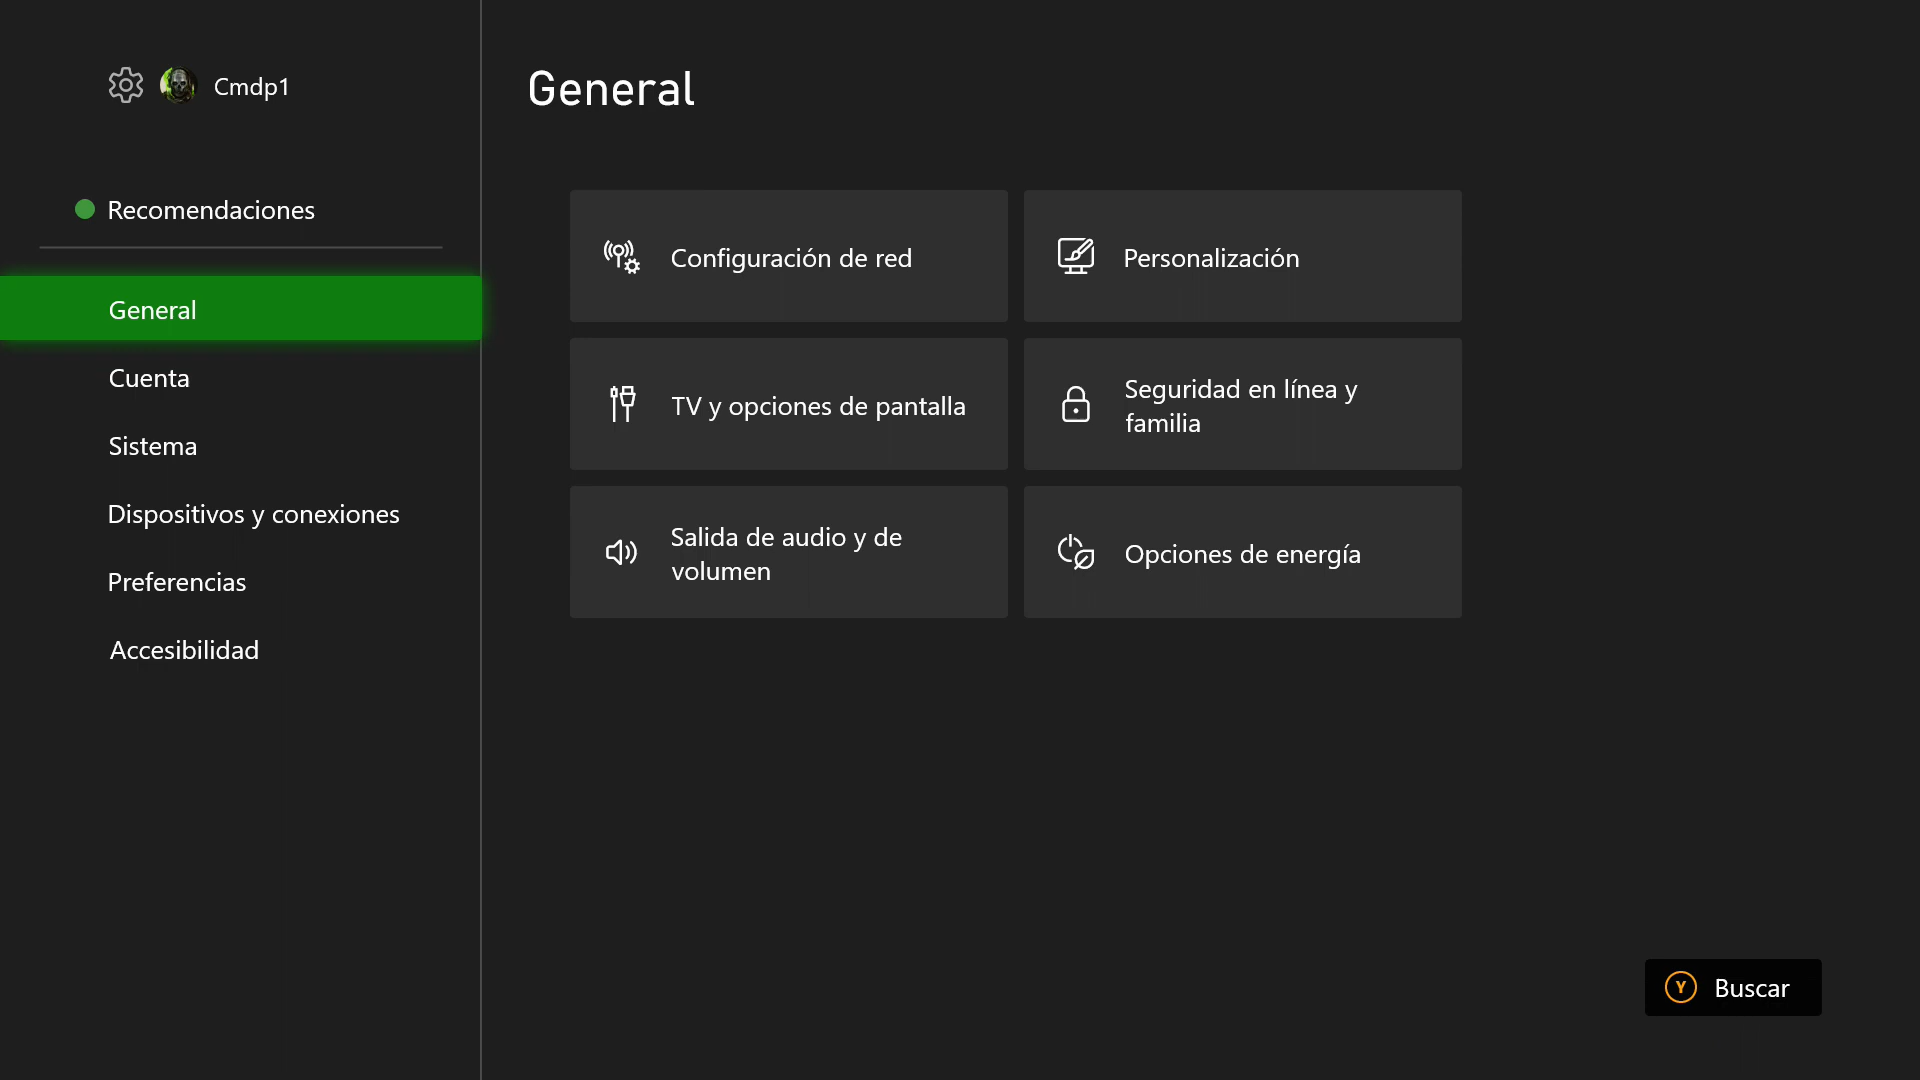 Cmdp1
Recomendaciones
General
Cuenta
Sistema
Dispositivos y conexiones
Preferencias
Accesibilidad
General
Configuración de red
Personalización
TV y opciones de pantalla
Seguridad en línea y
familia
Salida de audio y de
volumen
Opciones de energía
Y Buscar